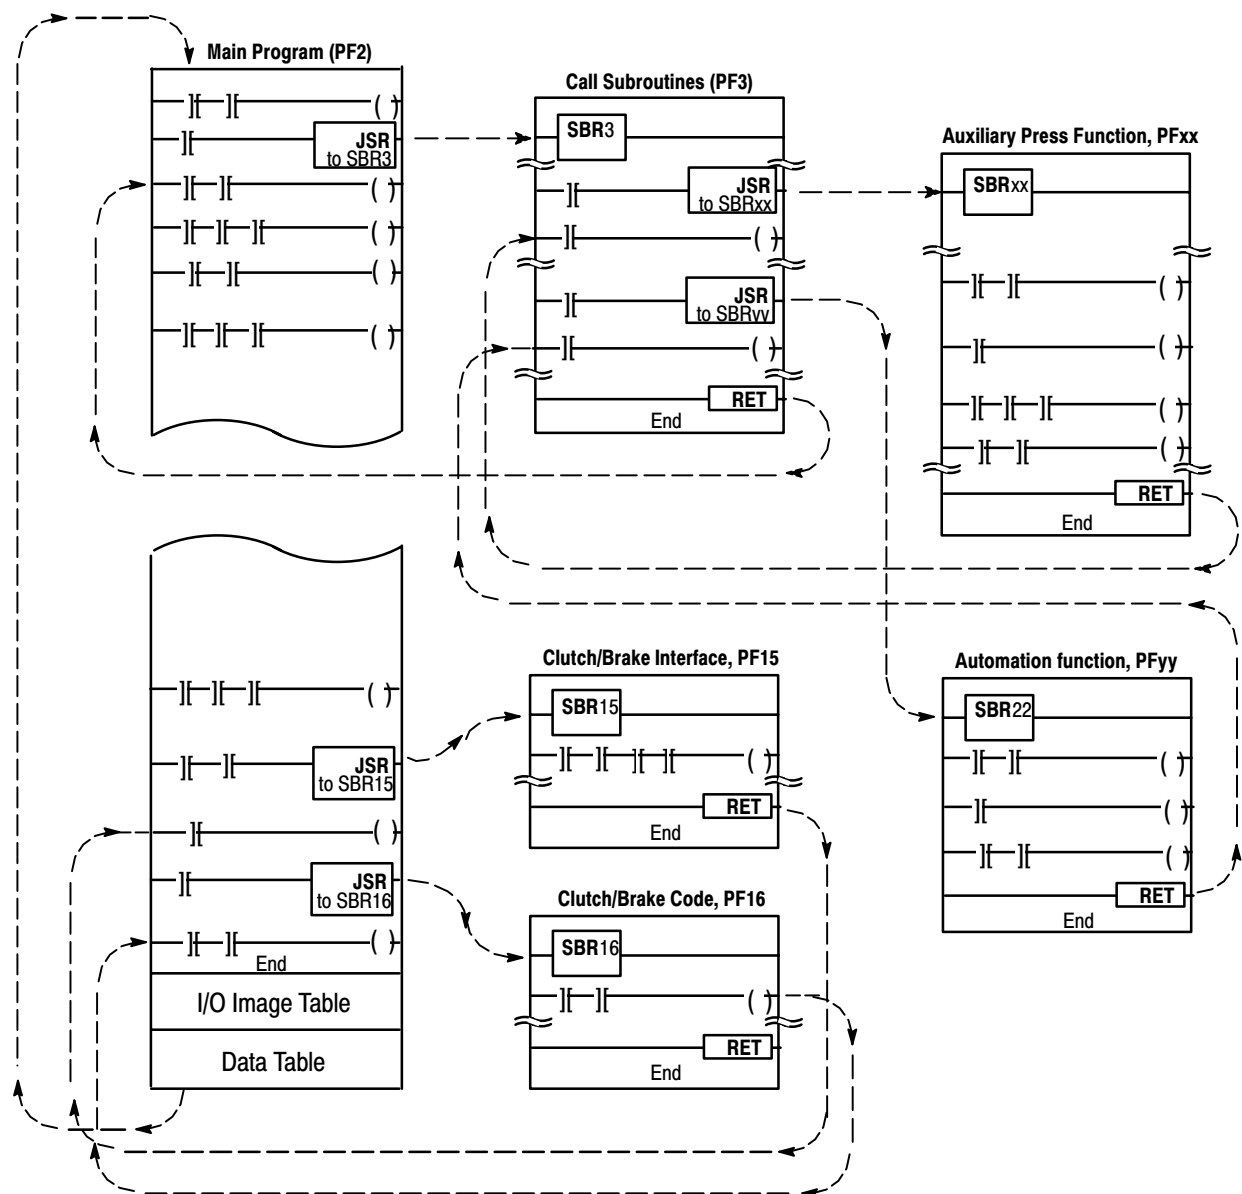 Main Program (PF2)
JSR
to SBR3
Call Subroutines (PF3)
SBR3
JSR
to SBRxx
JSR
to SBRyy
RET
End
Auxiliary Press Function, PFxx
SBRxx
RET
End
JSR
to SBR15
JSR
to SBR16
End
I/O Image Table
Data Table
Clutch/Brake Interface, PF15
SBR15
RET
End
Clutch/Brake Code, PF16
SBR16
RET
End
Automation function, PFyy
SBR22
RET
End